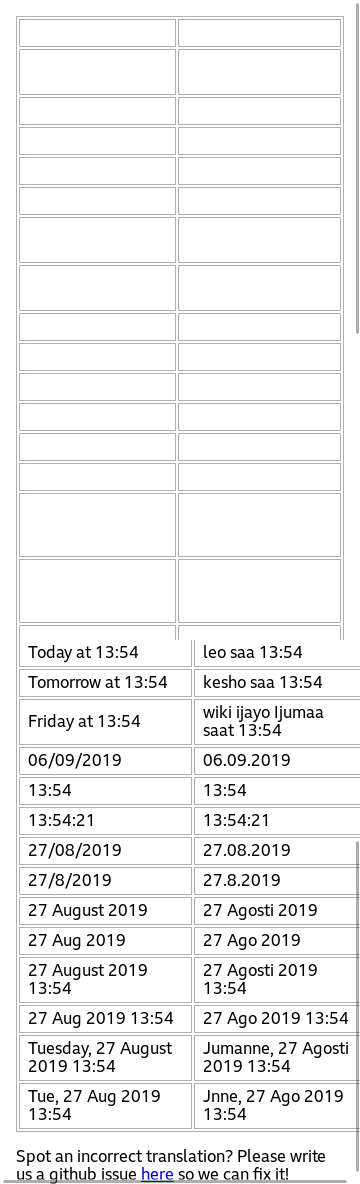 Today at 13:54 leo saa 13:54
Tomorrow at 13:54 kesho saa 13:54
Friday at 13:54 wiki ijayo Ijumaa
saat 13:54
06/09/2019 06.09.2019
13:54 13:54
13:54:21 13:54:21
27/08/2019 27.08.2019
27/8/2019 27.8.2019
27 August 2019 27 Agosti 2019
27 Aug 2019 27 Ago 2019
27 August 2019 27 Agosti 2019
13:54 13:54
27 Aug 2019 13:54 27 Ago 2019 13:54
Tuesday, 27 August Jumanne, 27 Agosti
2019 13:54 2019 13:54
Tue, 27 Aug 2019 Jnne, 27 Ago 2019
13:54 13:54
Spot an incorrect translation? Please write
us a github issue here so we can fix it!